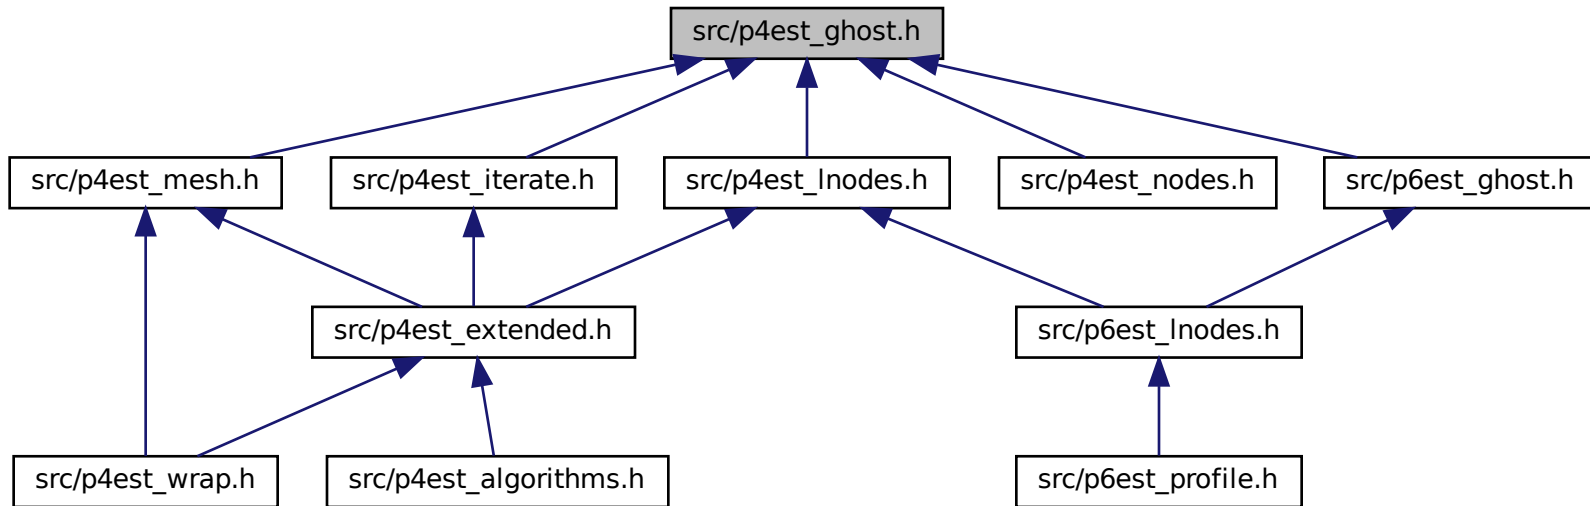 src/p4est_ghost.h
src/p4est_mesh.h
src/p4est_iterate.h
src/p4est_lnodes.h
src/p4est_nodes.h
src/p6est_ghost.h
src/p4est_extended.h
src/p6est_lnodes.h
src/p4est_wrap.h
src/p4est_algorithms.h
src/p6est_profile.h